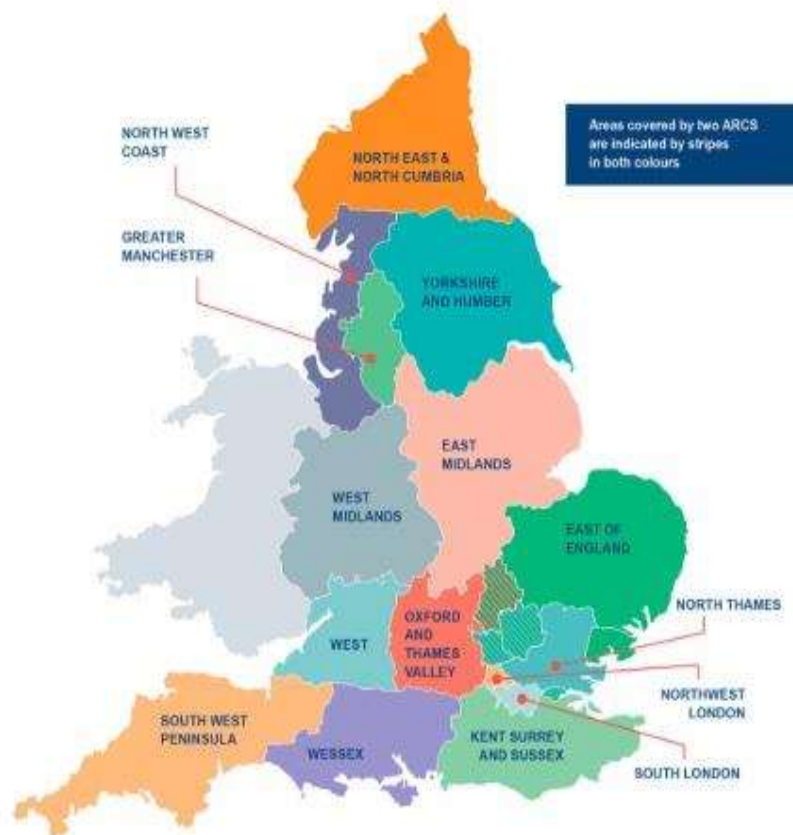 Areas covered by two ARCS
are indicated by stripes
in both colours
NORTH WEST
COAST
NORTH EAST &
NORTH CUMBRIA
GREATER
MANCHESTER
YORKSHIRE
AND HUMBER
EAST
MIDLANDS
WEST
MIDLANDS
EAST OF
ENGLAND
NORTH THAMES
OXFORD
AND
THAMES
VALLEY
WEST
NORTHWEST
LONDON
SOUTH WEST
PENINSULA
WESSEX
KENT SURREY
AND SUSSEX
SOUTH LONDON